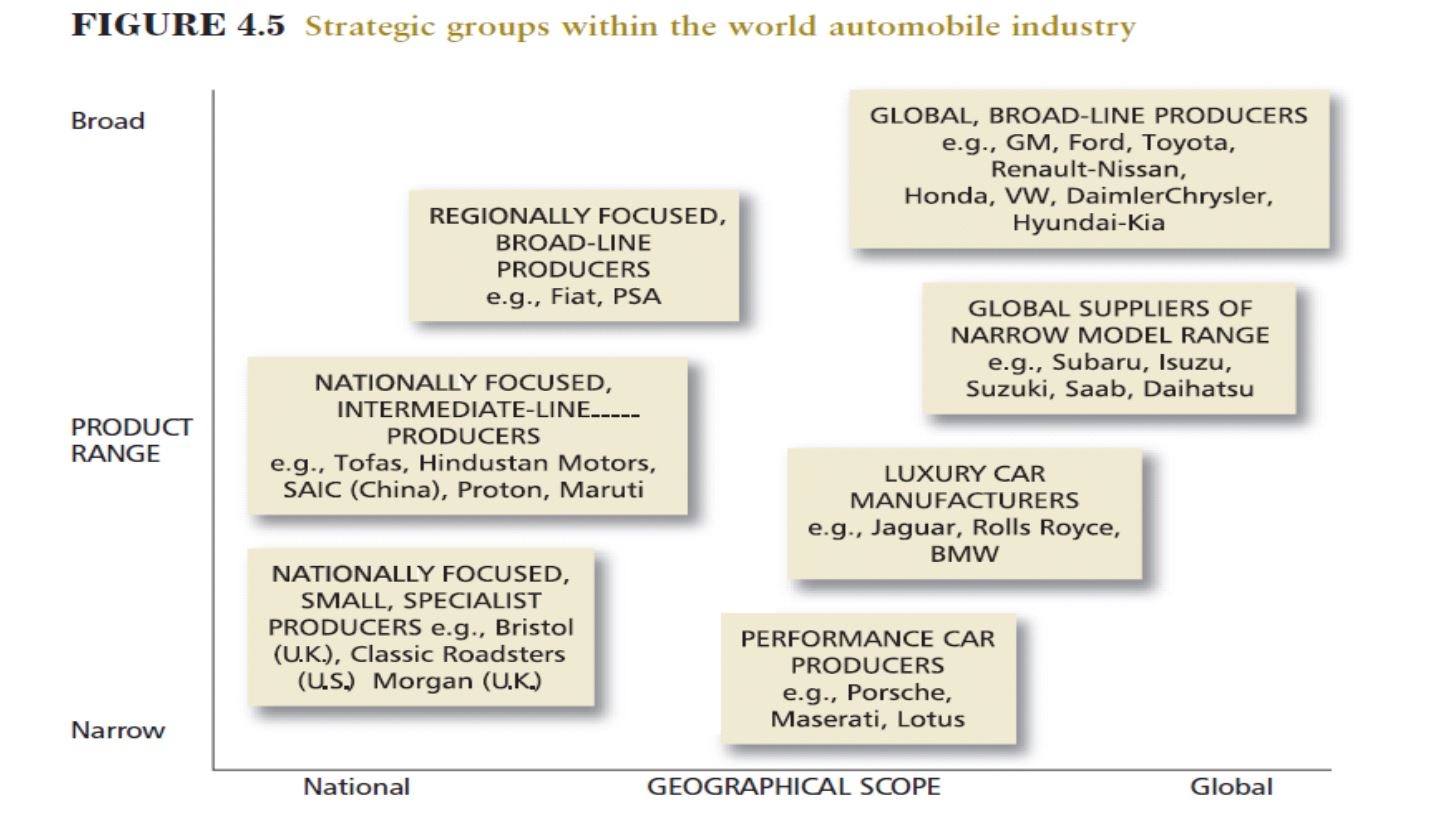 FIGURE 4.5 Strategic groups within the world automobile industry
Broad
GLOBAL, BROAD-LINE PRODUCERS
e.g., GM, Ford, Toyota,
Renault-Nissan,
Honda, VW, DaimlerChrysler,
Hyundai-Kia
REGIONALLY FOCUSED,
BROAD-LINE
PRODUCERS
e.g., Fiat, PSA
GLOBAL SUPPLIERS OF
NARROW MODEL RANGE
e.g., Subaru, Isuzu,
Suzuki, Saab, Daihatsu
NATIONALLY FOCUSED,
INTERMEDIATE-LINE-----
PRODUCERS
e.g., Tofas, Hindustan Motors,
SAIC (China), Proton, Maruti
PRODUCT
RANGE
LUXURY CAR
MANUFACTURERS
e.g., Jaguar, Rolls Royce,
BMW
NATIONALLY FOCUSED,
SMALL, SPECIALIST
PRODUCERS e.g., Bristol
(U.K.), Classic Roadsters
(U.S.) Morgan (U.K.)
PERFORMANCE CAR
PRODUCERS
e.g., Porsche,
Maserati, Lotus
Narrow
National
GEOGRAPHICAL SCOPE
Global